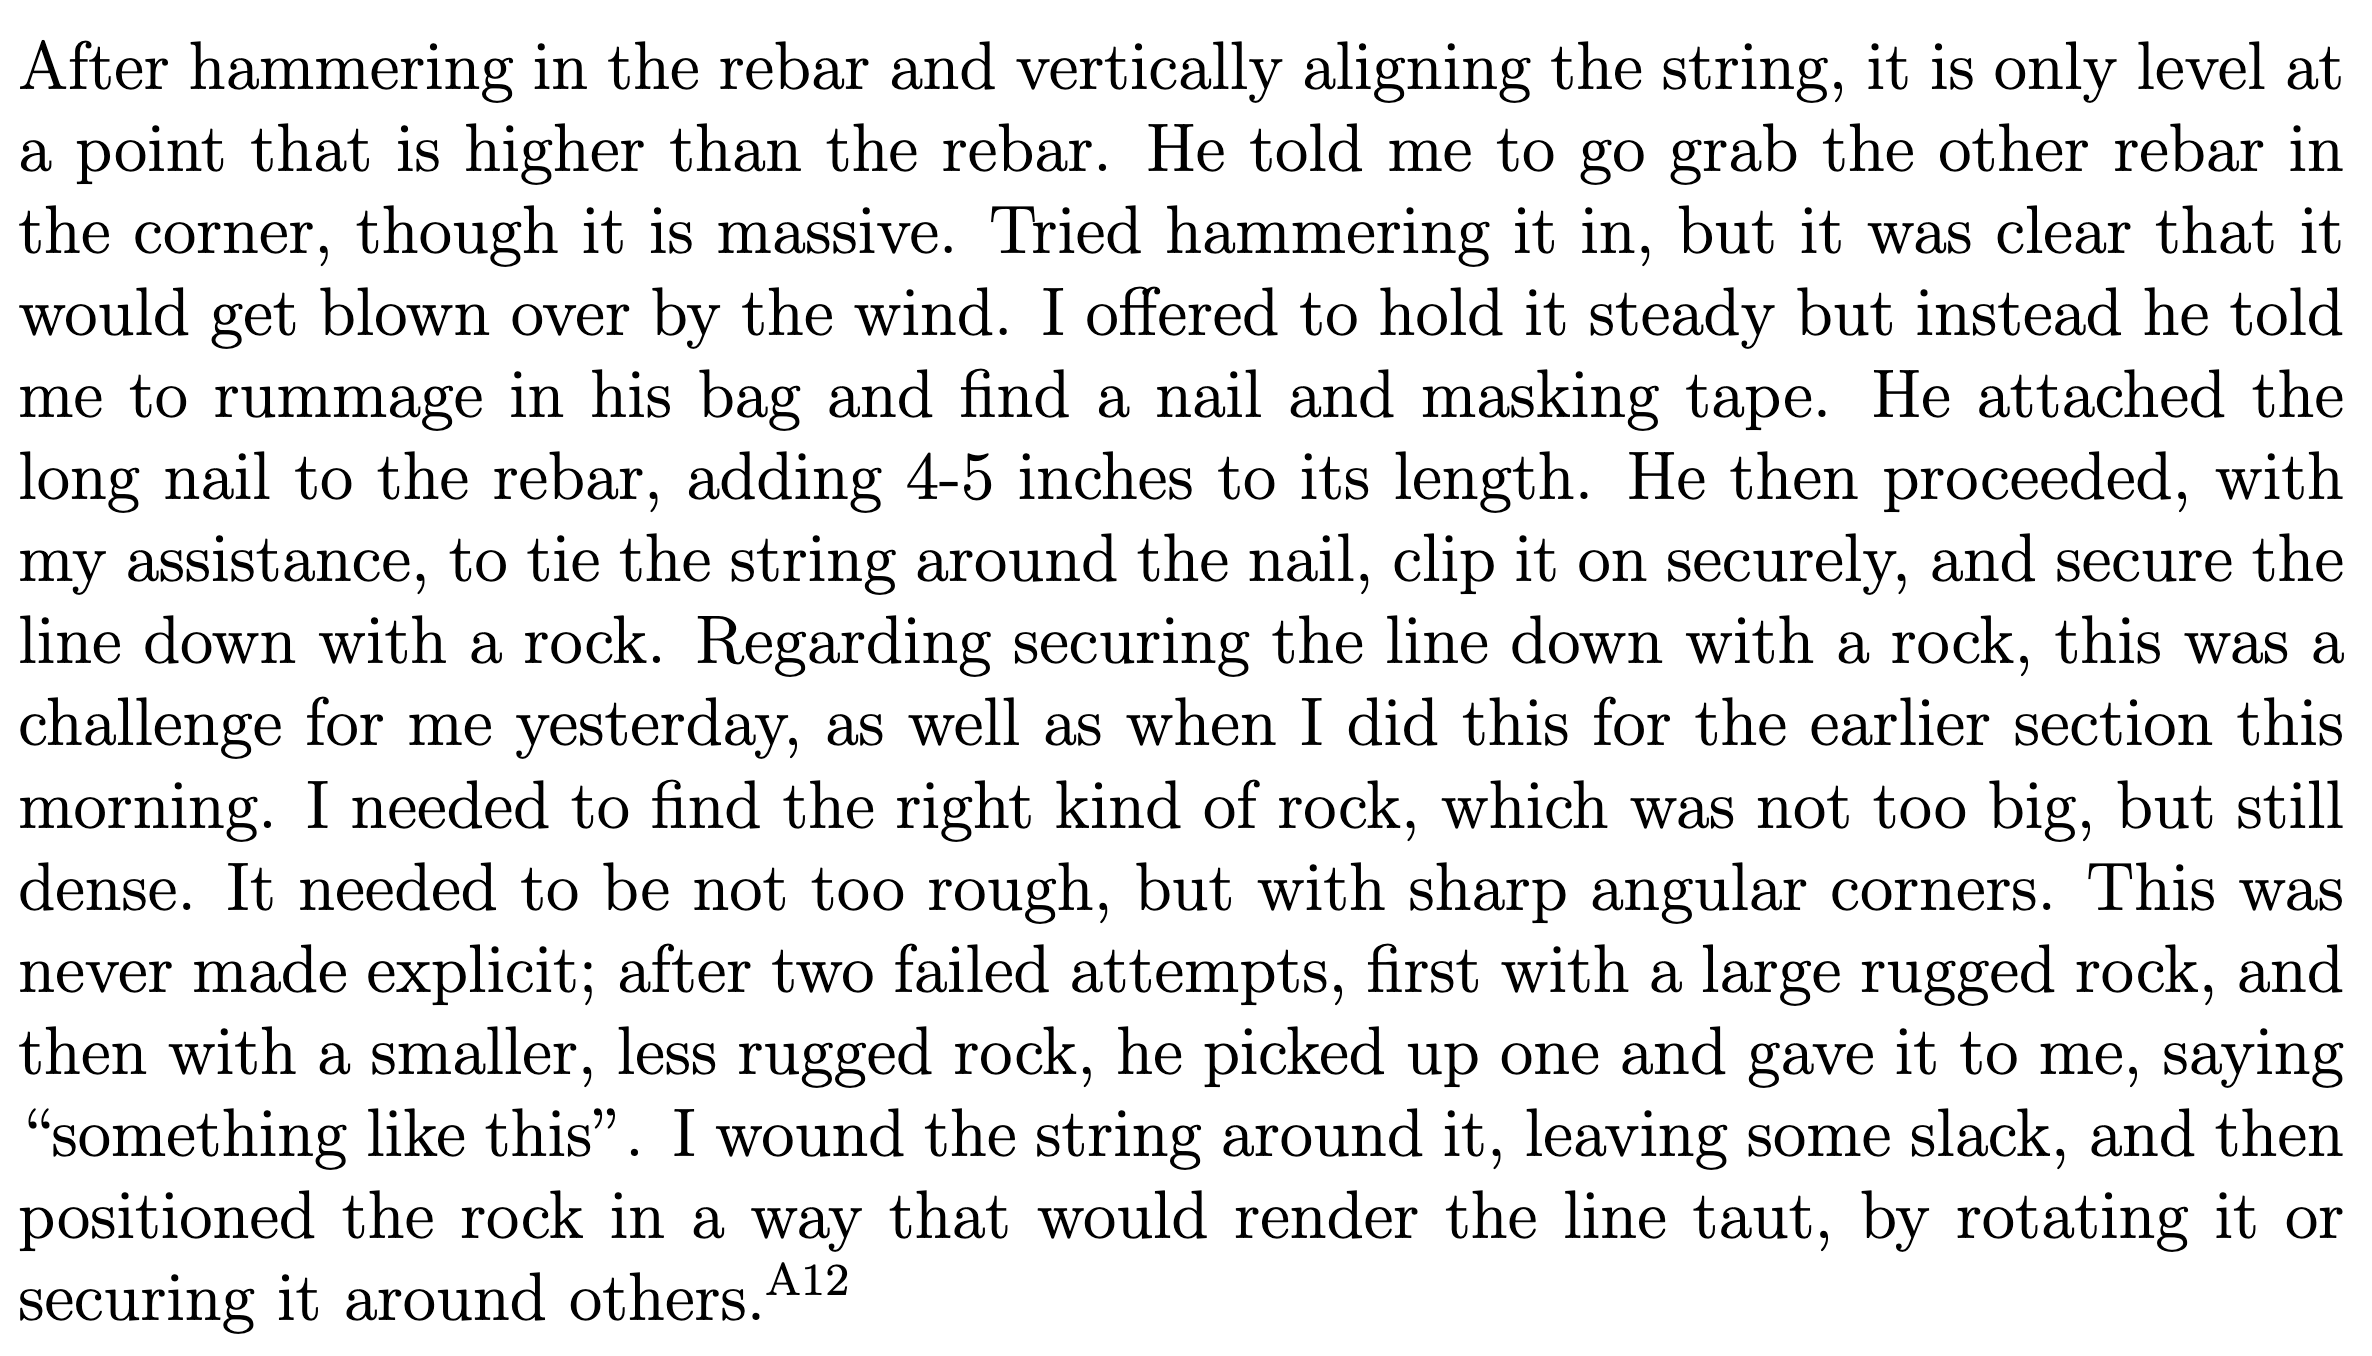 After hammering in the rebar and vertically aligning the string, it is only level at
a point that is higher than the rebar. He told me to go grab the other rebar in
the corner, though it is massive. Tried hammering it in, but it was clear that it
would get blown over by the wind. I offered to hold it steady but instead he told
me to rummage in his bag and find a nail and masking tape. He attached the
long nail to the rebar, adding 4-5 inches to its length. He then proceeded, with
my assistance, to tie the string around the nail, clip it on securely, and secure the
line down with a rock. Regarding securing the line down with a rock, this was a
challenge for me yesterday, as well as when I did this for the earlier section this
morning. I needed to find the right kind of rock, which was not too big, but still
dense. It needed to be not too rough, but with sharp angular corners. This was
never made explicit; after two failed attempts, first with a large rugged rock, and
then with a smaller, less rugged rock, he picked up one and gave it to me, saying
“something like this”. I wound the string around it, leaving some slack, and then
positioned the rock in a way that would render the line taut, by rotating it or
securing it around others.A12